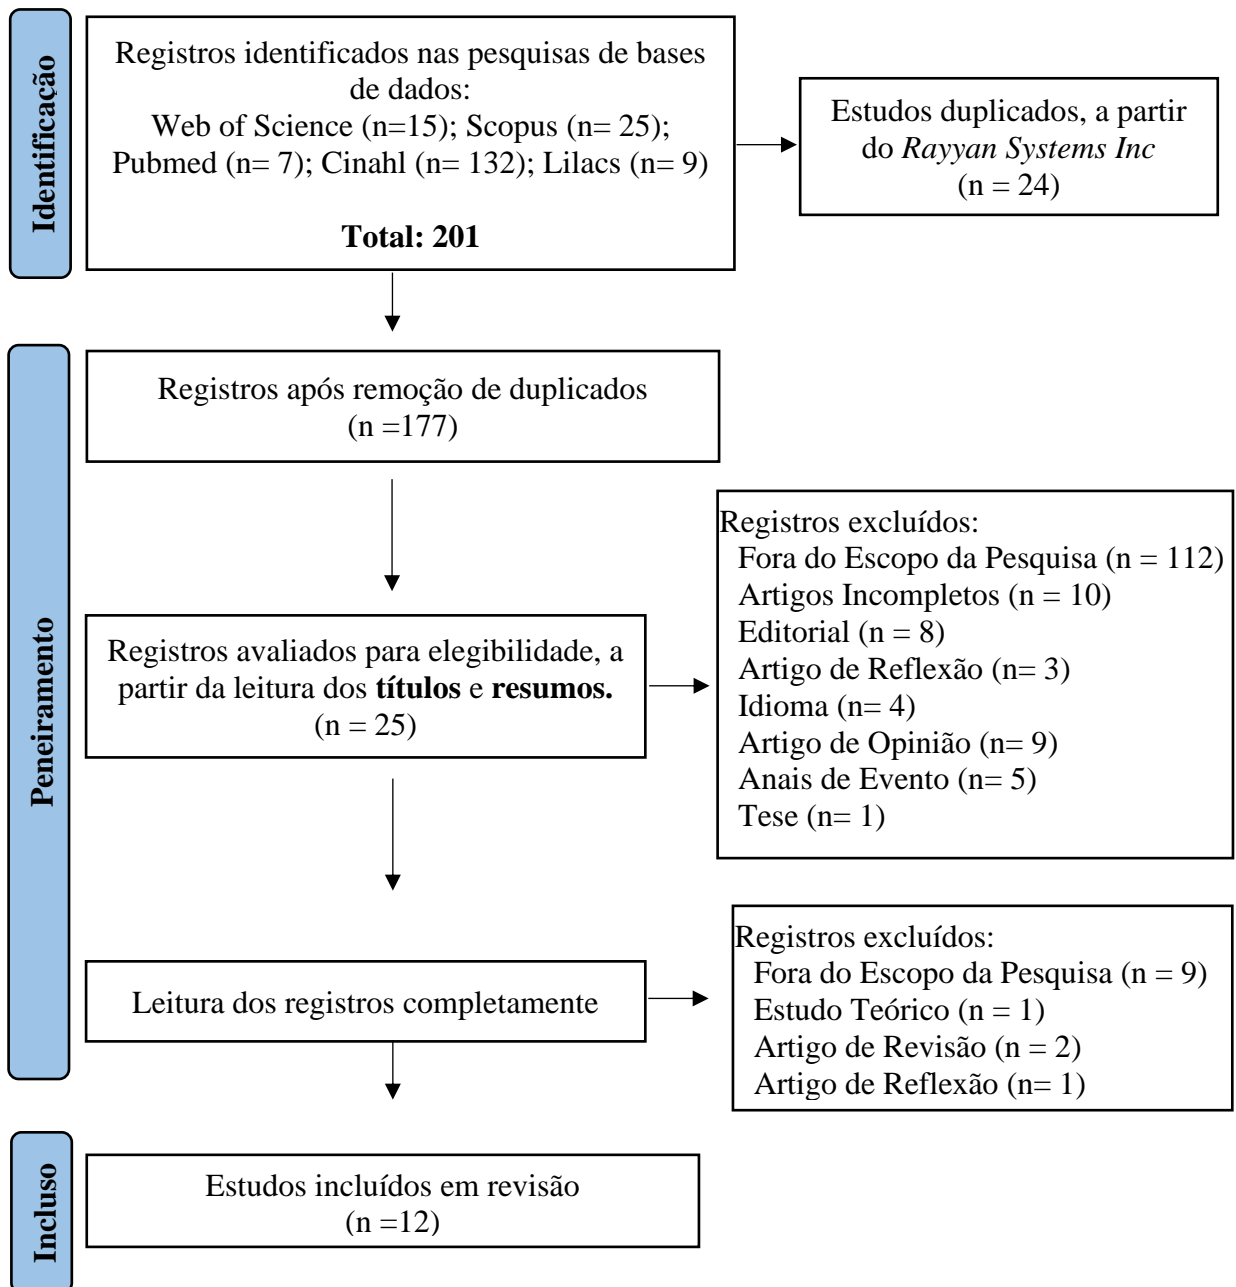 Identificação
Registros identificados nas pesquisas de bases
de dados:
Web of Science (n=15); Scopus (n= 25);
Pubmed (n= 7); Cinahl (n= 132); Lilacs (n= 9)
Total: 201
Estudos duplicados, a partir
do Rayyan Systems Inc
(n = 24)
Peneiramento
Registros após remoção de duplicados
(n =177)
Registros avaliados para elegibilidade, a
partir da leitura dos títulos e resumos.
(n = 25)
Registros excluídos:
Fora do Escopo da Pesquisa (n = 112)
Artigos Incompletos (n = 10)
Editorial (n = 8)
Artigo de Reflexão (n= 3)
Idioma (n= 4)
Artigo de Opinião (n= 9)
Anais de Evento (n= 5)
Tese (n= 1)
Leitura dos registros completamente
Registros excluídos:
Fora do Escopo da Pesquisa (n = 9)
Estudo Teórico (n = 1)
Artigo de Revisão (n = 2)
Artigo de Reflexão (n= 1)
Incluso
Estudos incluídos em revisão
(n =12)